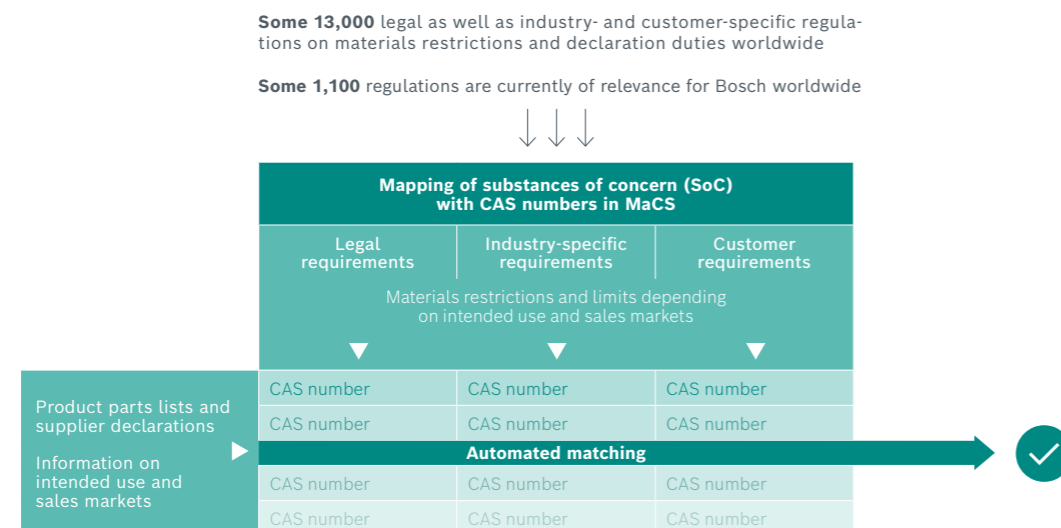 Some 13,000 legal as well as industry- and customer-specific regula-
tions on materials restrictions and declaration duties worldwide
Some 1,100 regulations are currently of relevance for Bosch worldwide
Mapping of substances of concern (SoC)
with CAS numbers in MaCS
Legal
requirements
Industry-specific
requirements
Customer
requirements
Materials restrictions and limits depending
on intended use and sales markets
Product parts lists and
supplier declarations
Information on
intended use and
sales markets
CAS number CAS number CAS number
CAS number CAS number CAS number
Automated matching
CAS number CAS number CAS number
CAS number CAS number CAS number